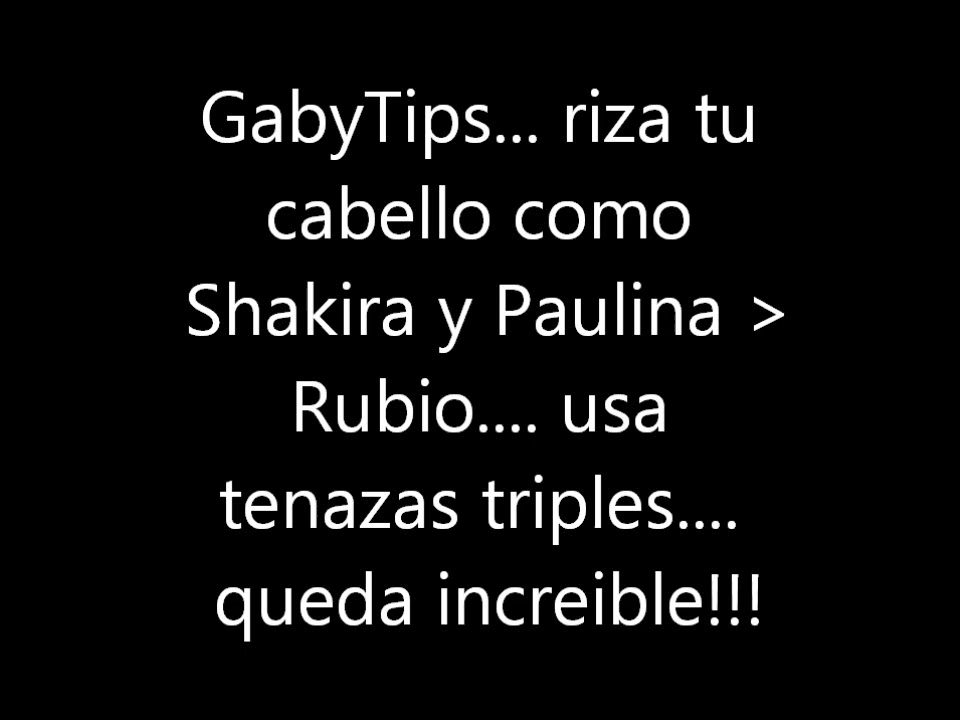 GabyTips... riza tu
cabello como
Shakira y Paulina >
Rubio.... usa
tenazas triples....
queda increible!!!